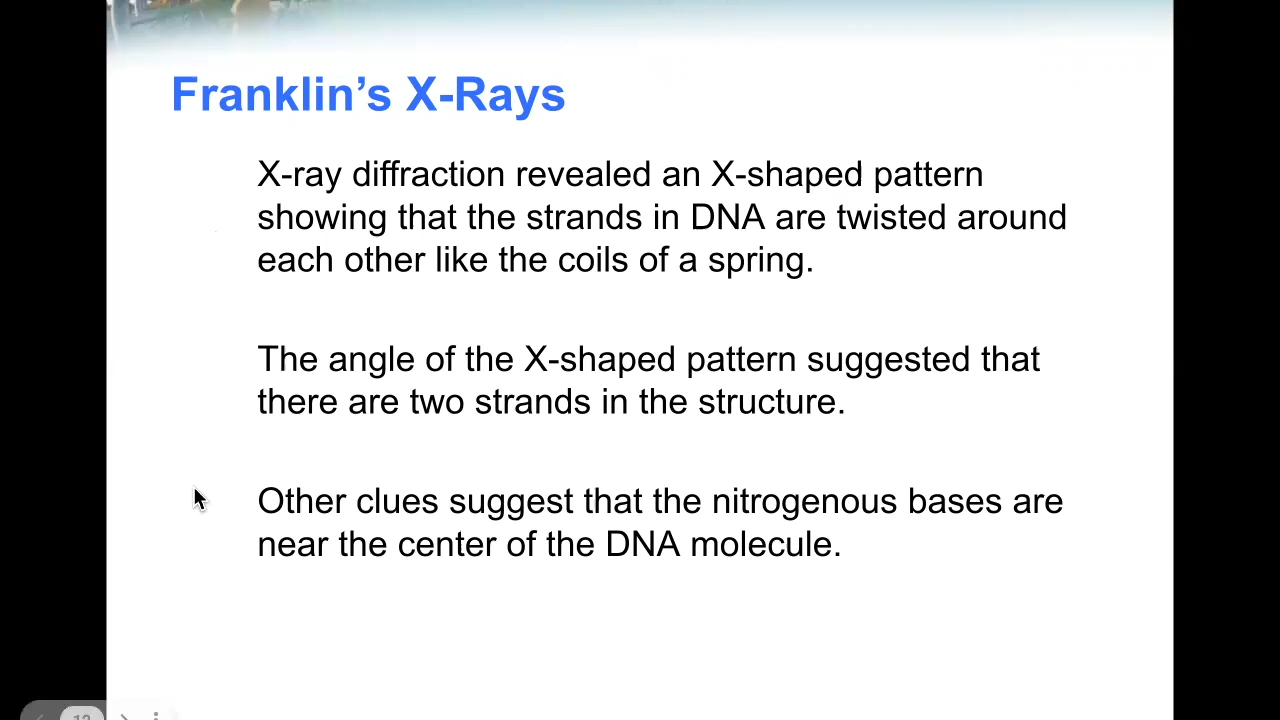 Franklin’s X-Rays
X-ray diffraction revealed an X-shaped pattern
showing that the strands in DNA are twisted around
each other like the coils of a spring.
The angle of the X-shaped pattern suggested that
there are two strands in the structure.
Other clues suggest that the nitrogenous bases are
near the center of the DNA molecule.